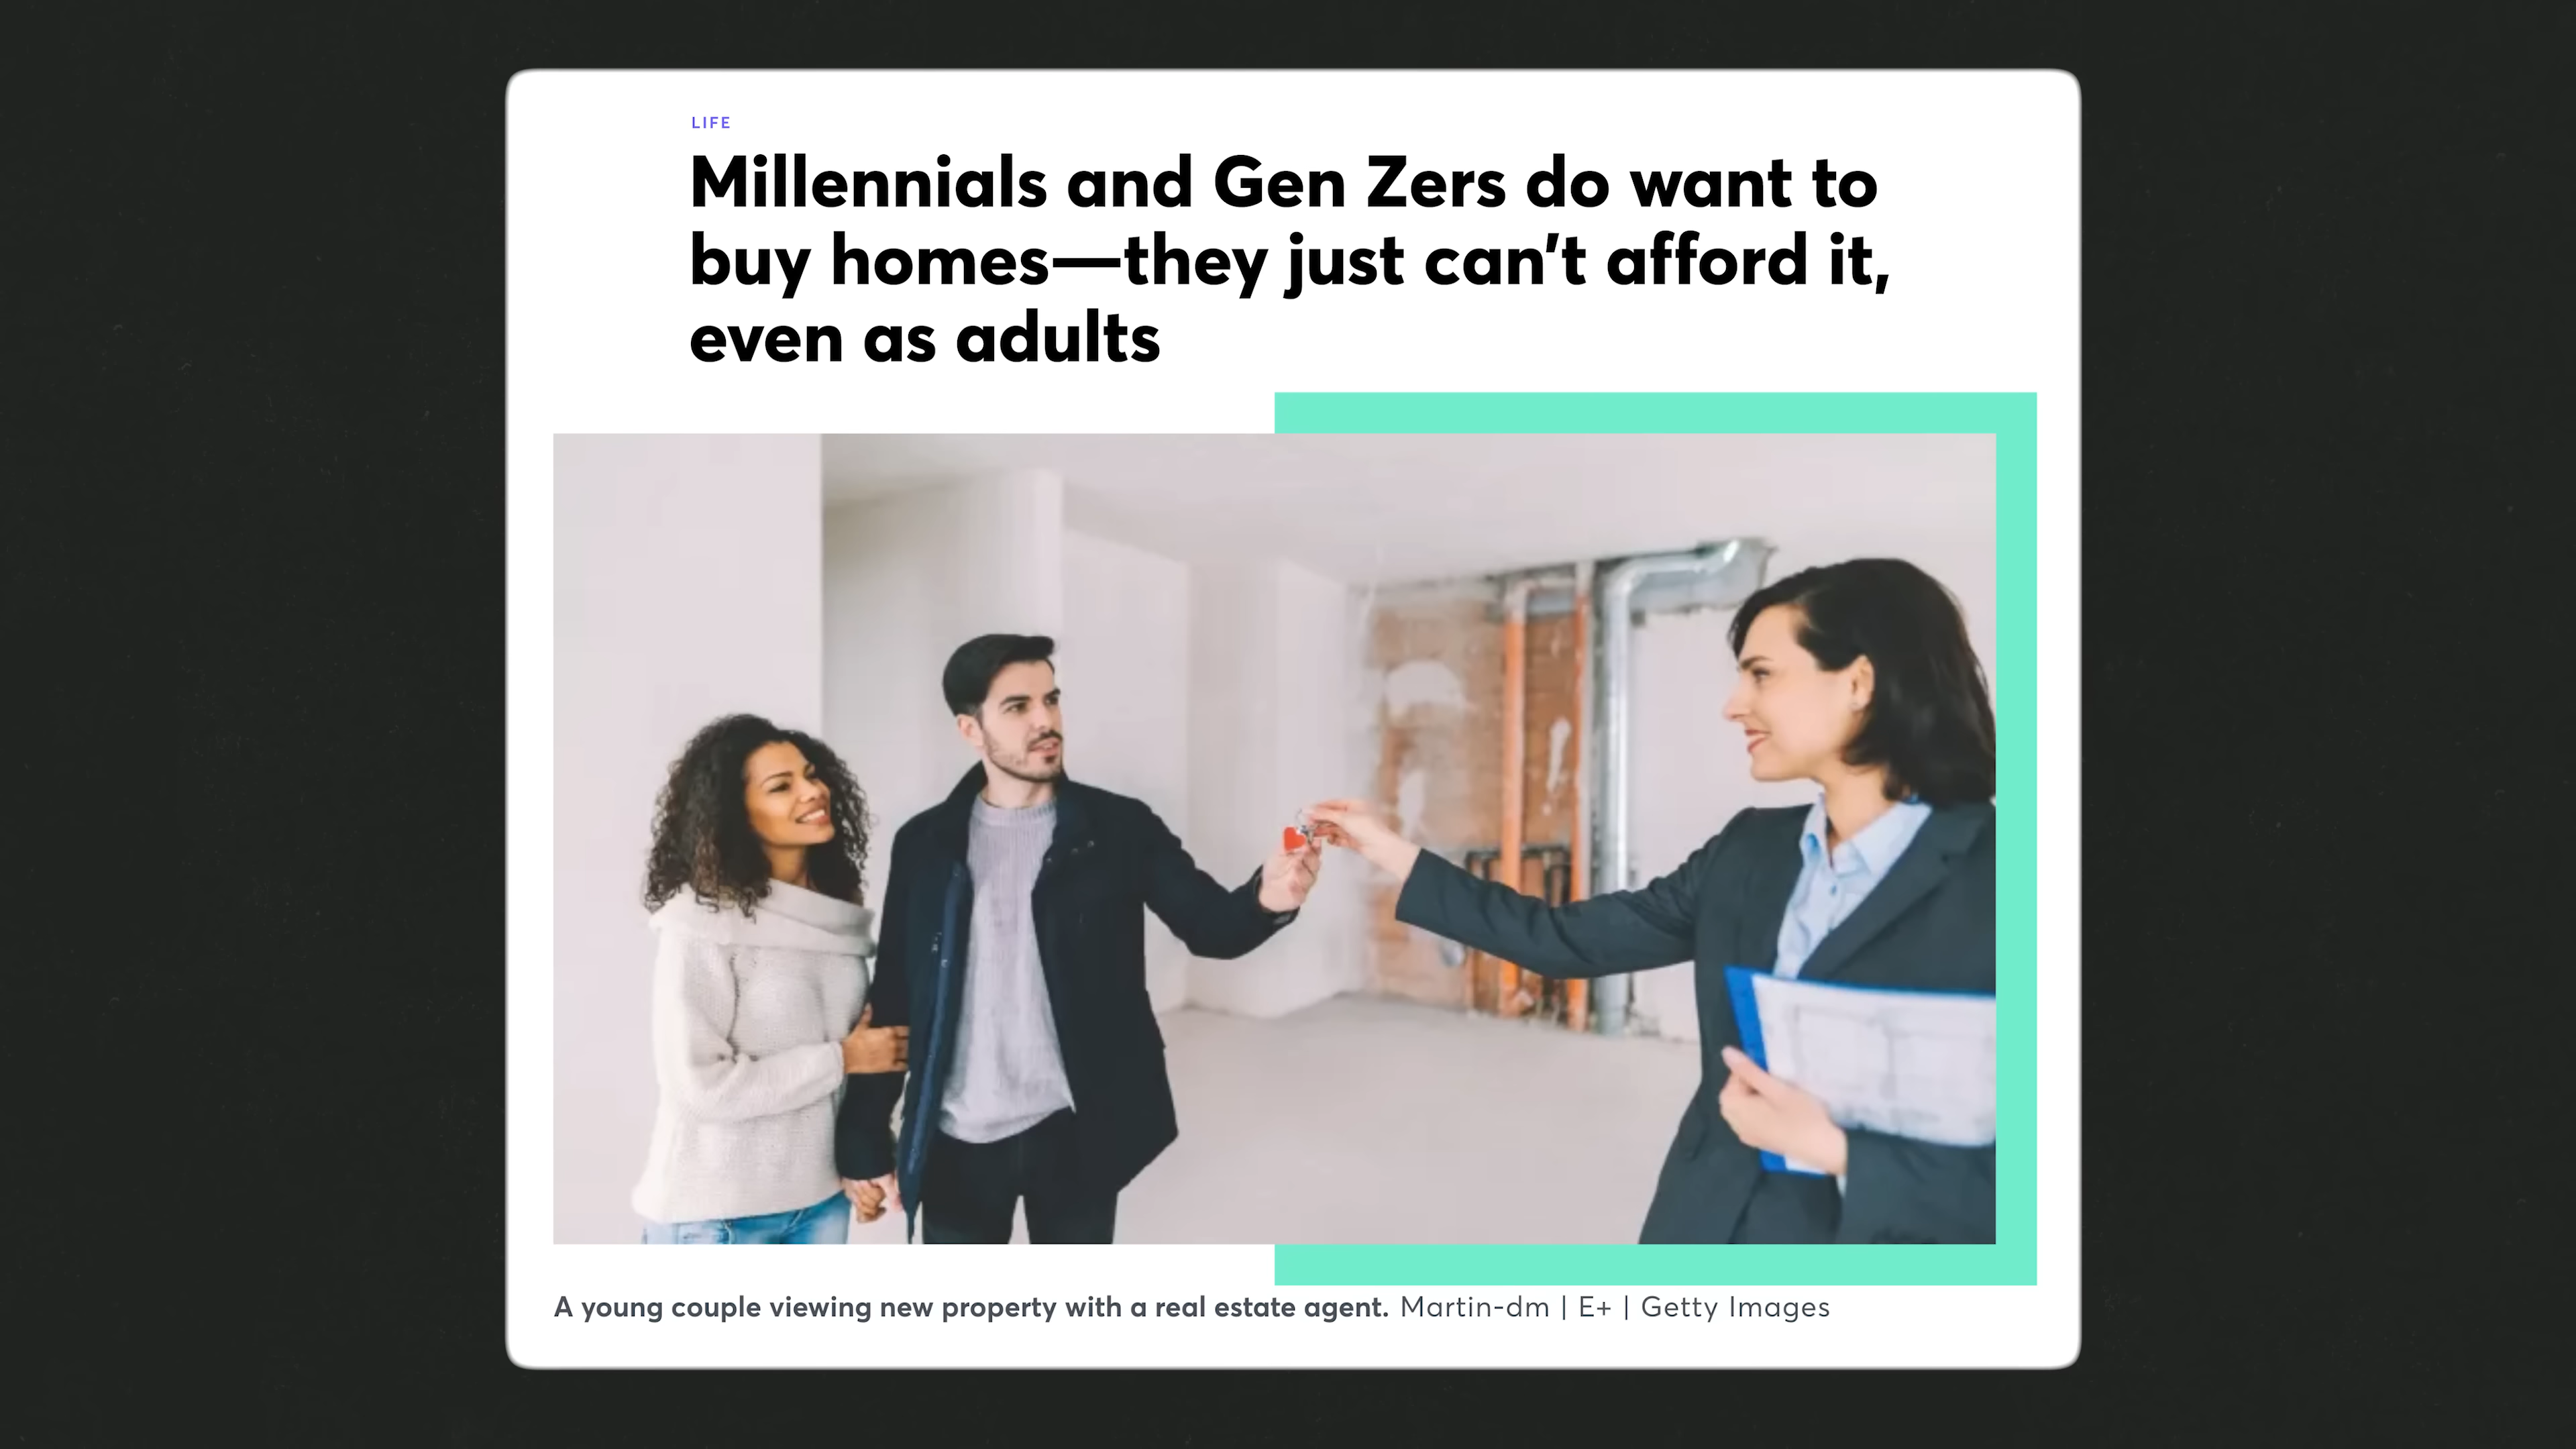 LIFE
Millennials and Gen Zers do want to
buy homes—they just can't afford it,
even as adults
A young couple viewing new property with a real estate agent. Martin-dm | E+ | Getty Images